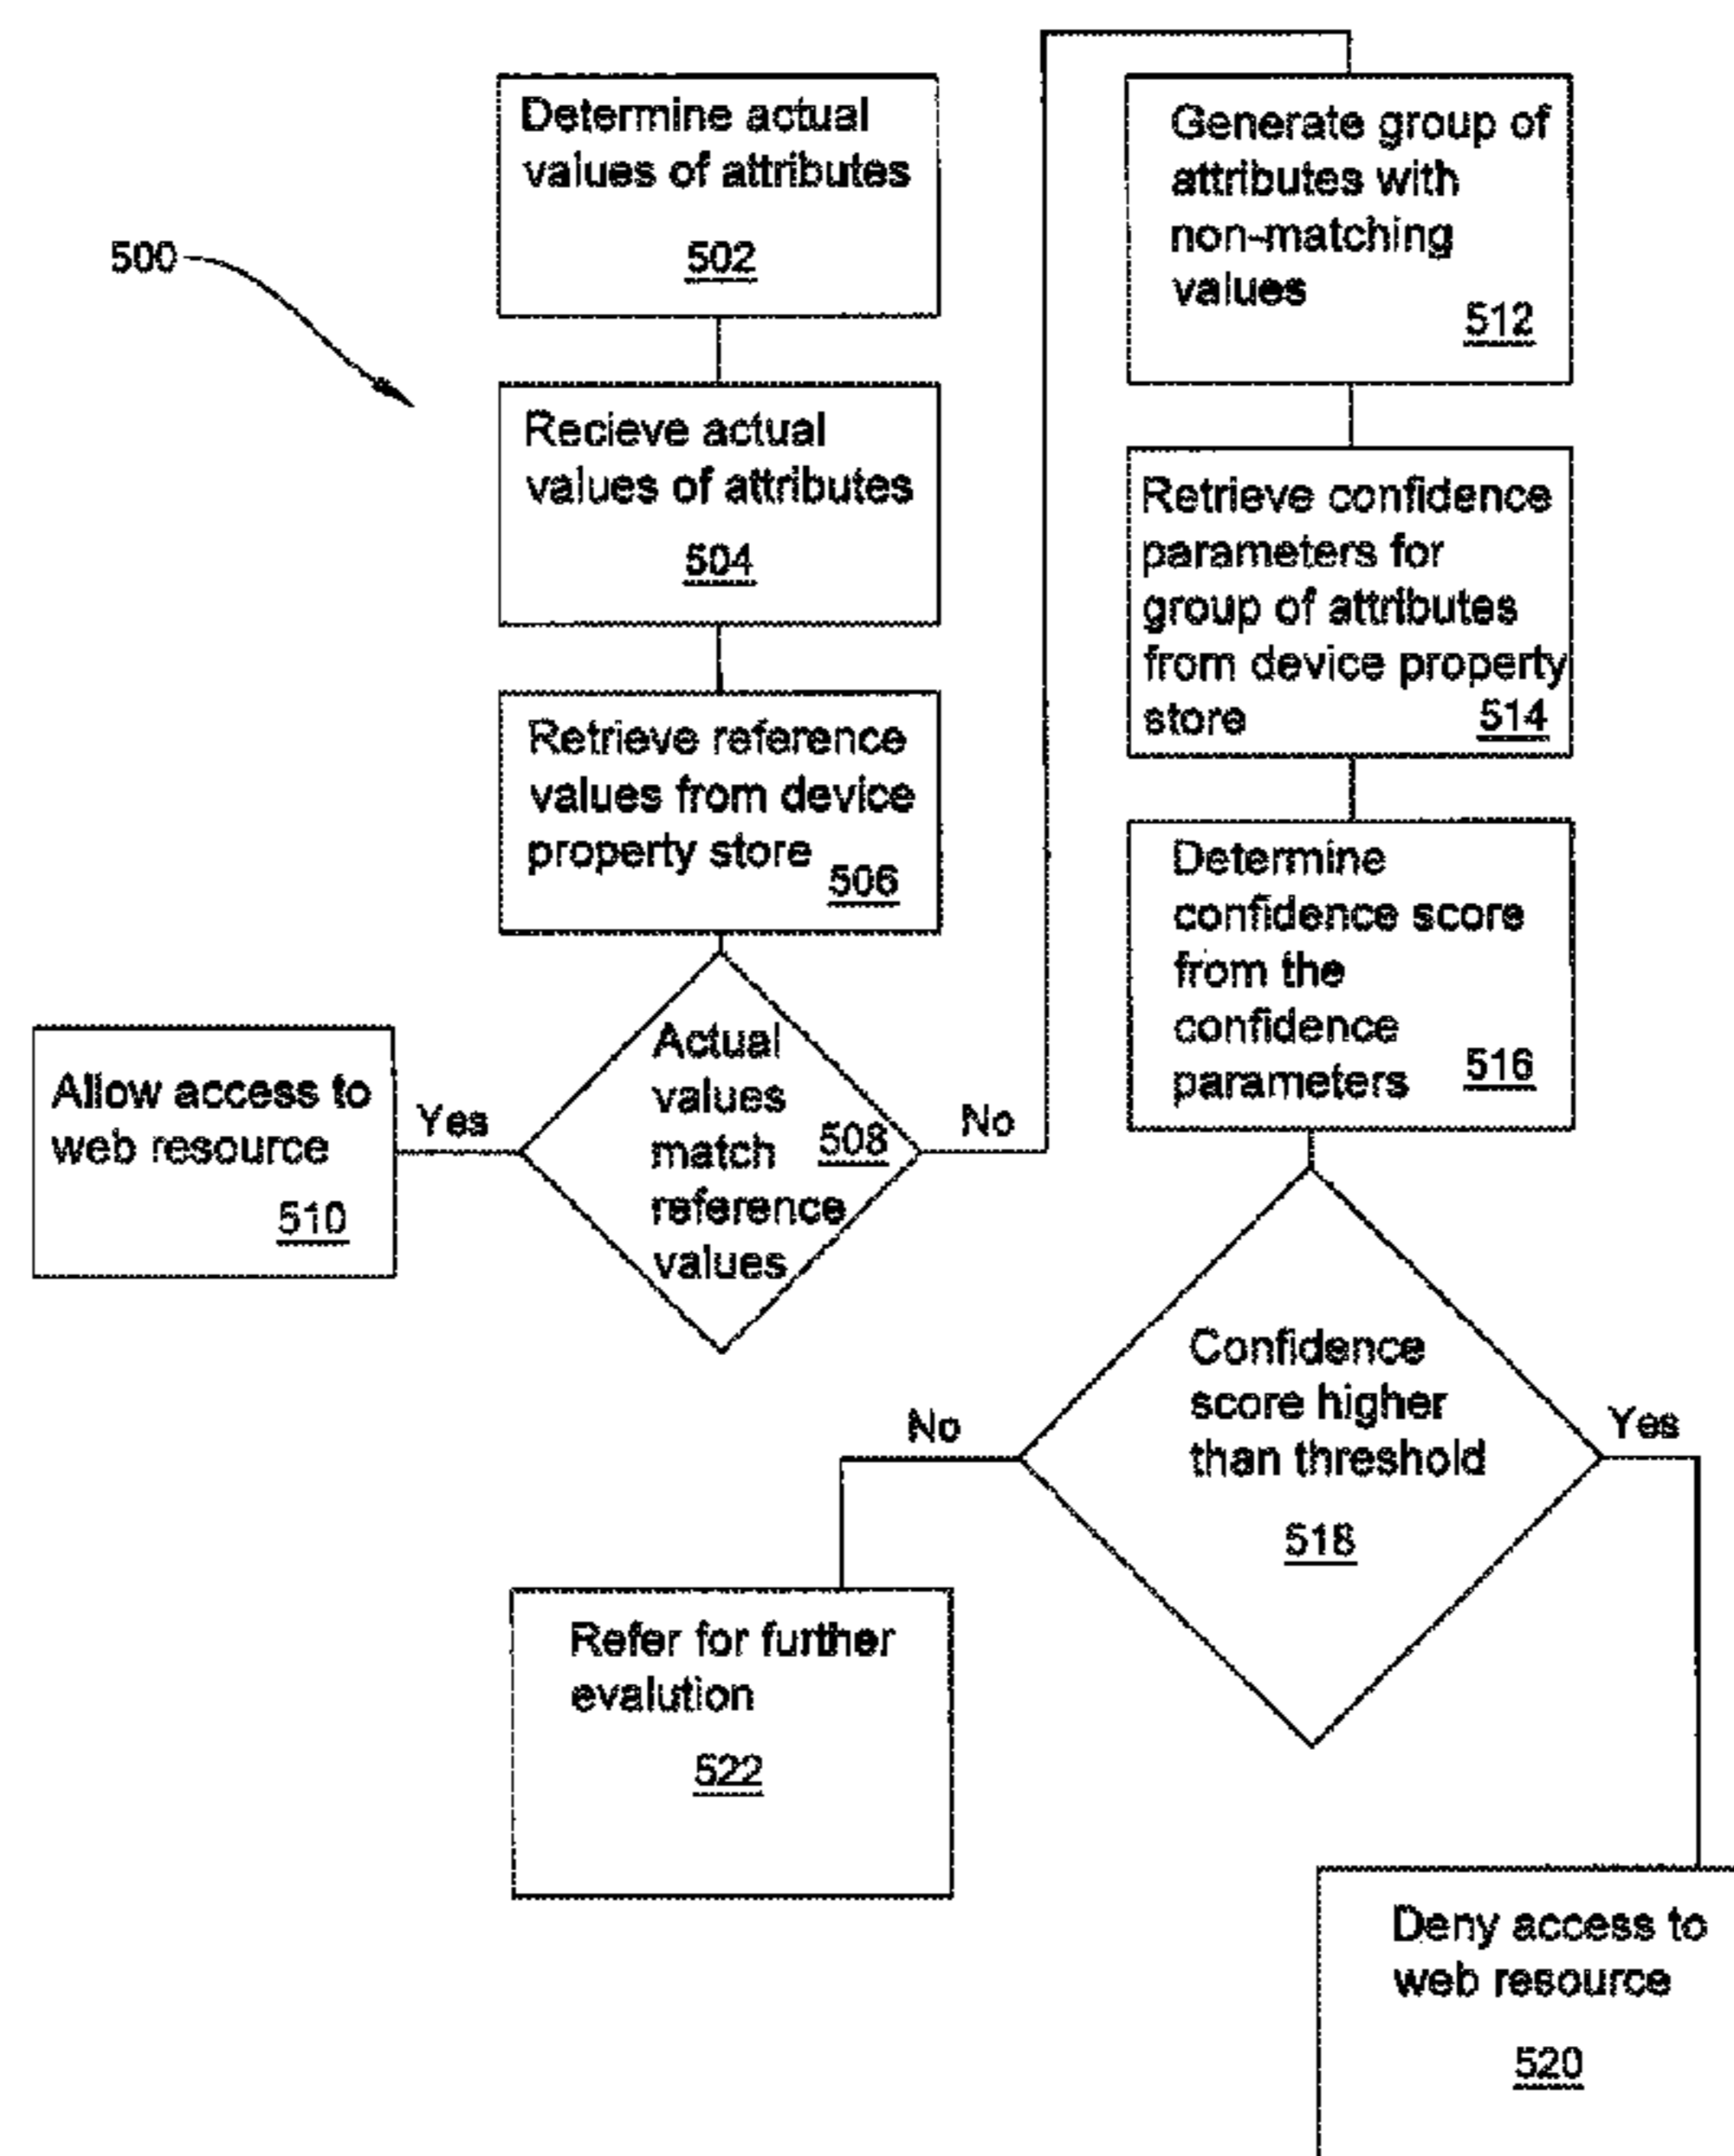 500
Determine actual
values of attributes
502
Recieve actual
values of attributes
504
Retrieve reference
values from device
property store
506
Actual
values
match
reference
values
508
Yes
No
Allow access to
web resource
510
Generate group of
attributes with
non-matching
values
512
Retrieve confidence
parameters for
group of attributes
from device property
store
514
Determine
confidence score
from the
confidence
parameters
516
Confidence
score higher
than threshold
518
No
Yes
Refer for further
evalution
522
Deny access to
web resource
520